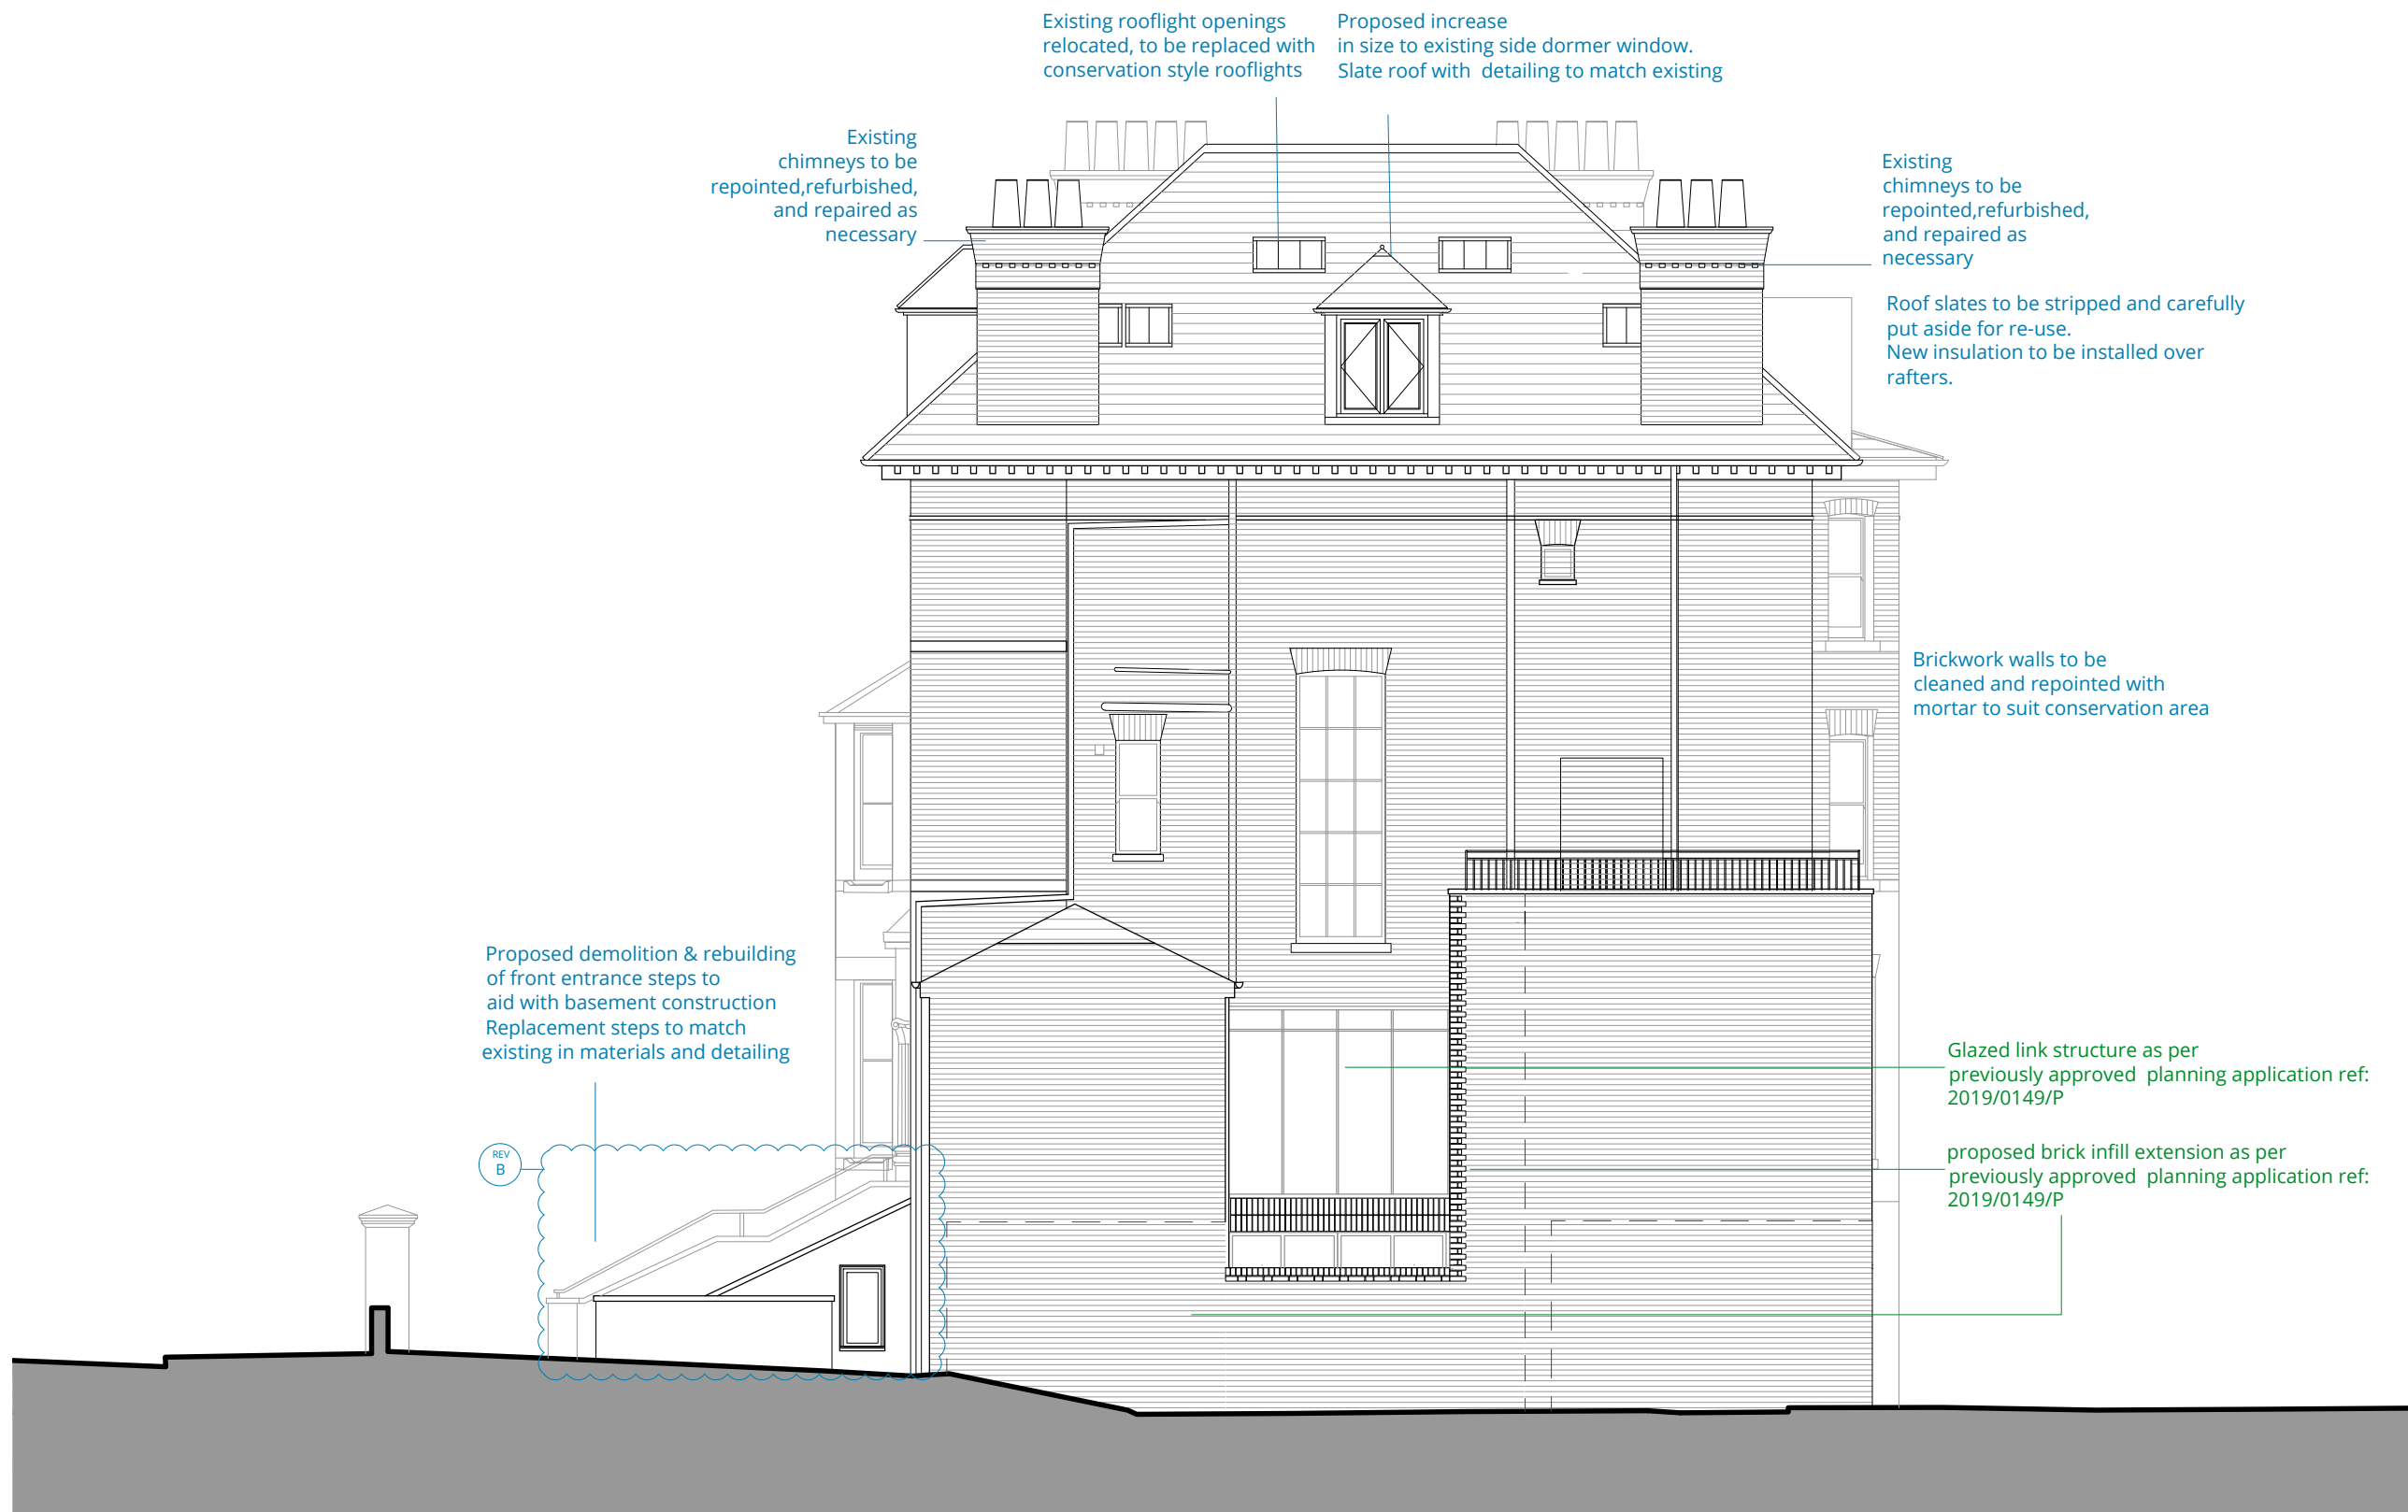 Existing rooflight openings
relocated, to be replaced with
conservation style rooflights
Proposed increase
in size to existing side dormer window.
Slate roof with detailing to match existing
Existing
chimneys to be
repointed,refurbished,
and repaired as
necessary
Existing
chimneys to be
repointed,refurbished,
and repaired as
necessary
Roof slates to be stripped and carefully
put aside for re-use.
New insulation to be installed over
rafters.
Brickwork walls to be
cleaned and repointed with
mortar to suit conservation area
Proposed demolition & rebuilding
of front entrance steps to
aid with basement construction
Replacement steps to match
existing in materials and detailing
Glazed link structure as per
previously approved planning application ref:
2019/0149/P
REV
B
proposed brick infill extension as per
previously approved planning application ref:
2019/0149/P